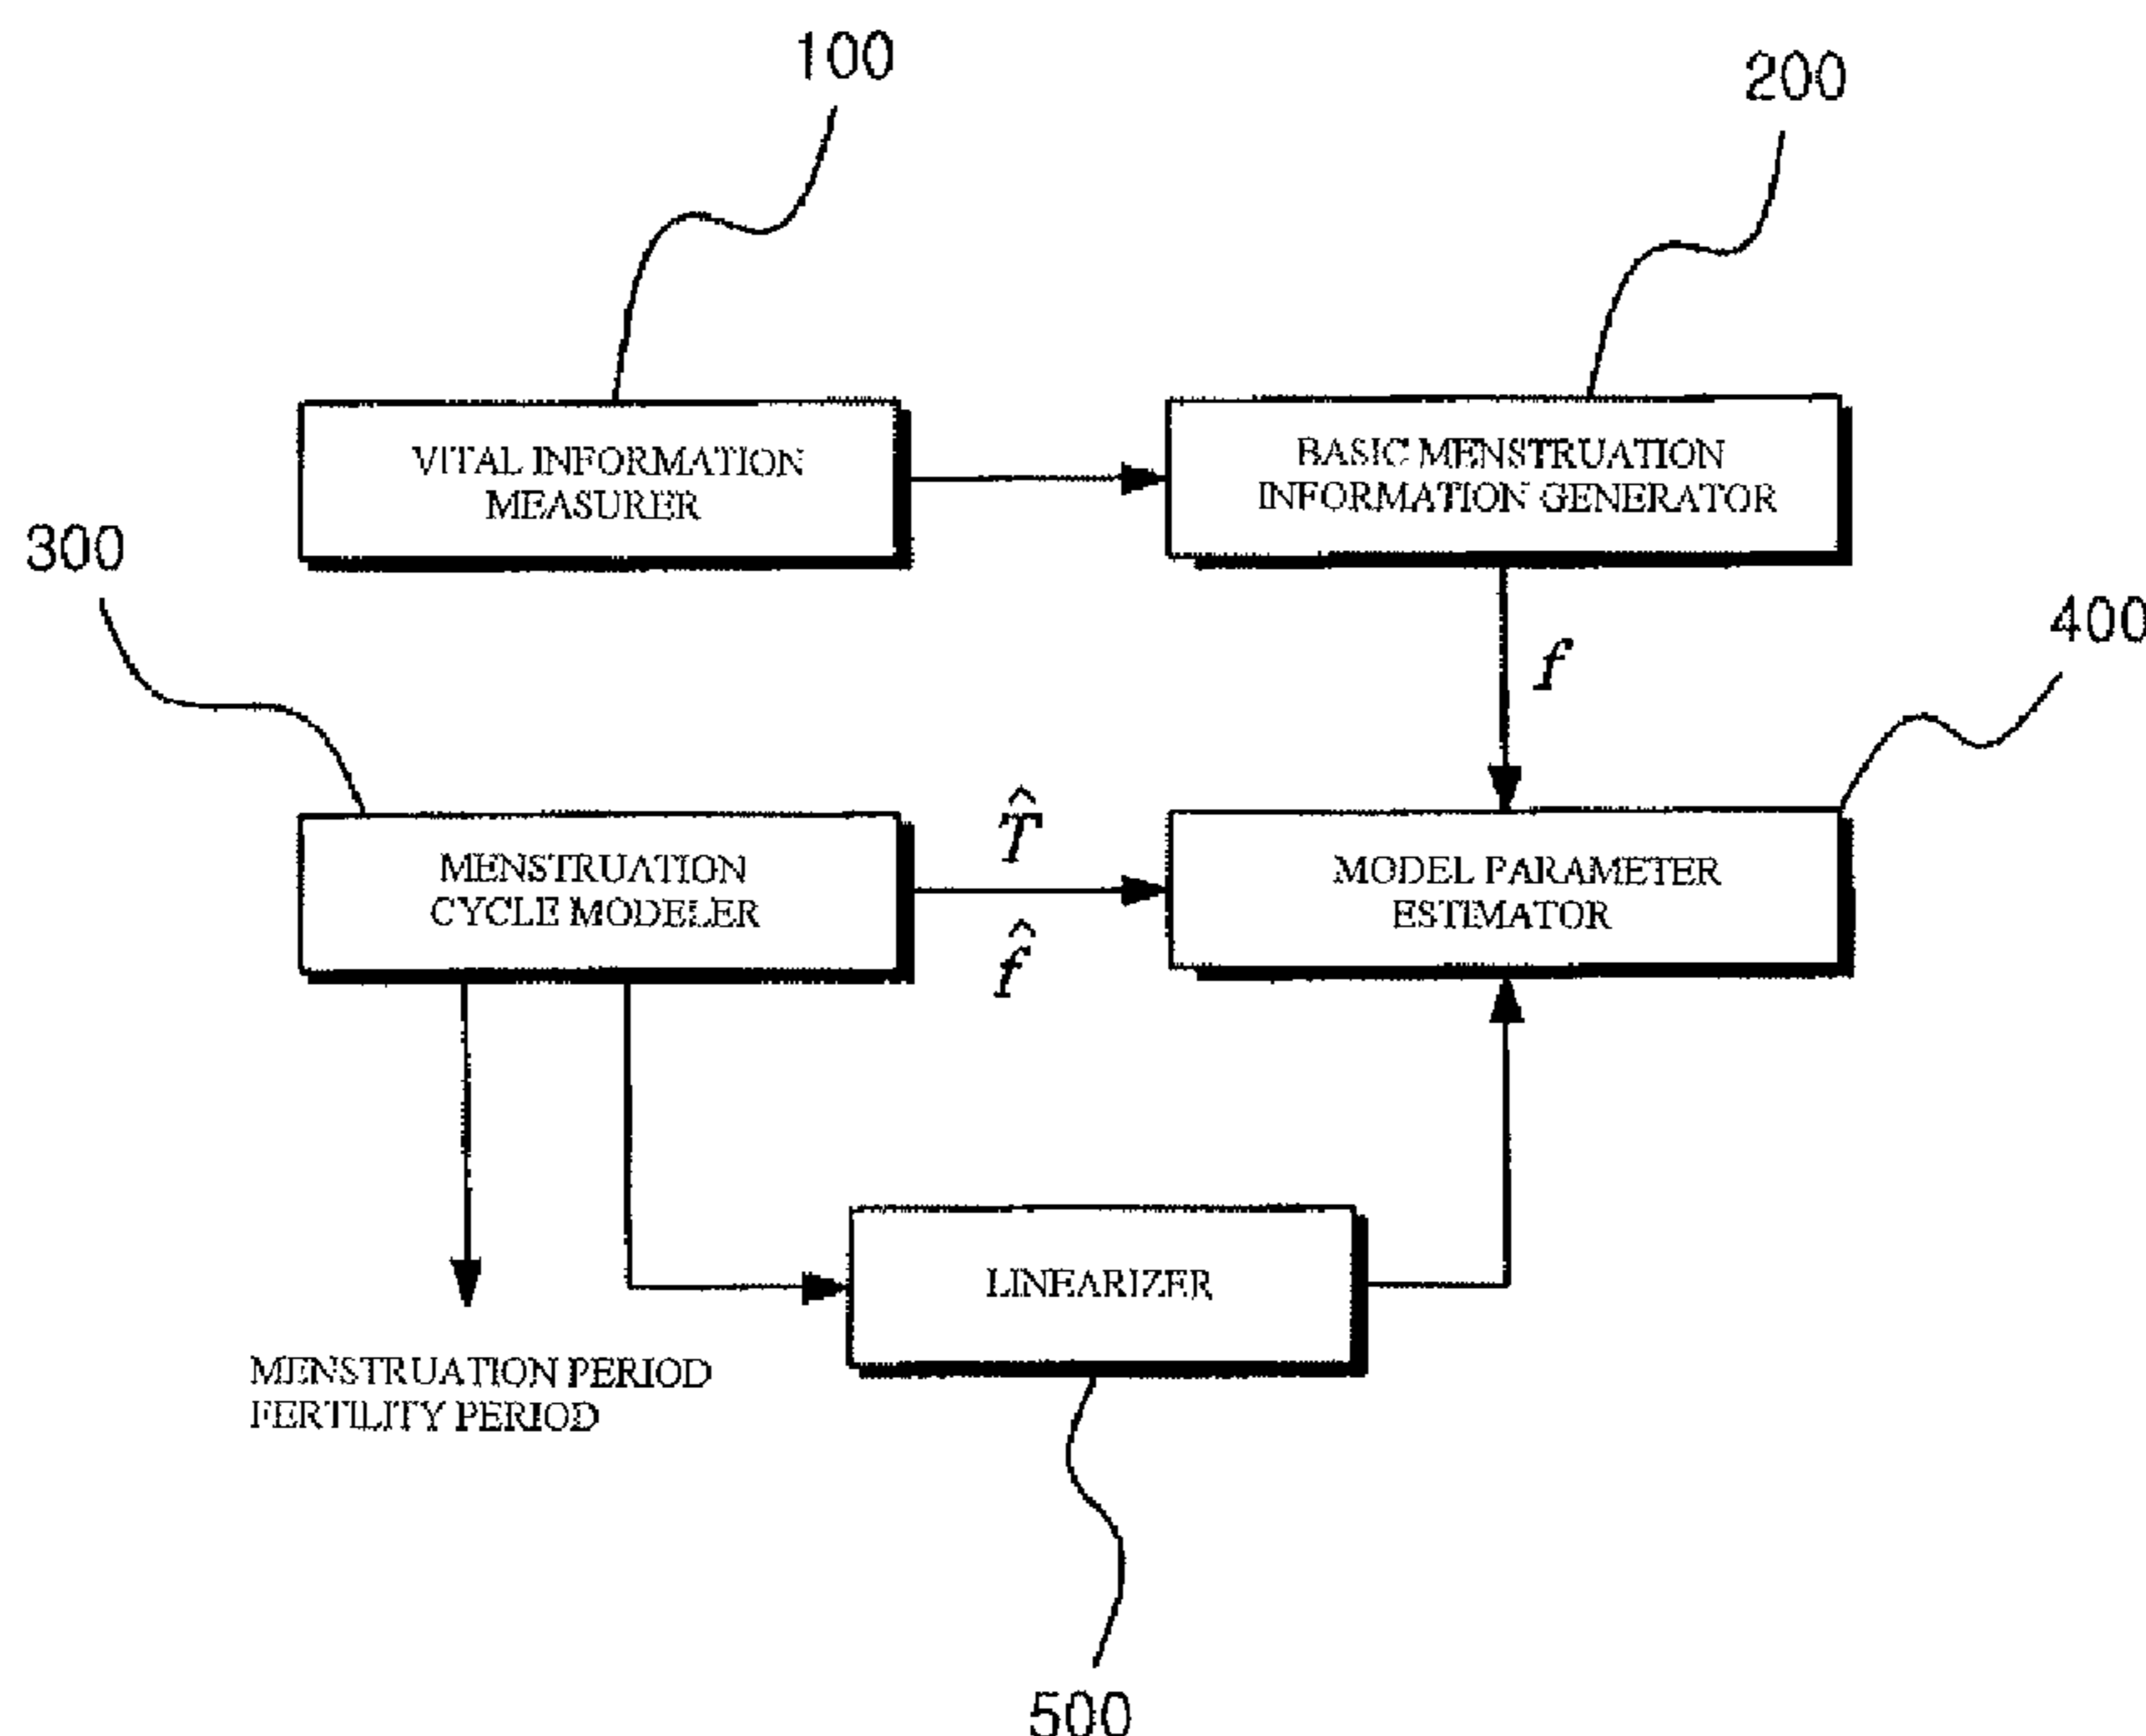 100
200
VITAL INFORMATION
MEASURER
BASIC MENSTRUATION
INFORMATION GENERATOR
300
400
f
T̂
MENSTRUATION
CYCLE MODELER
MODEL PARAMETER
ESTIMATOR
f̂
LINEARIZER
MENSTRUATION PERIOD
FERTILITY PERIOD
500